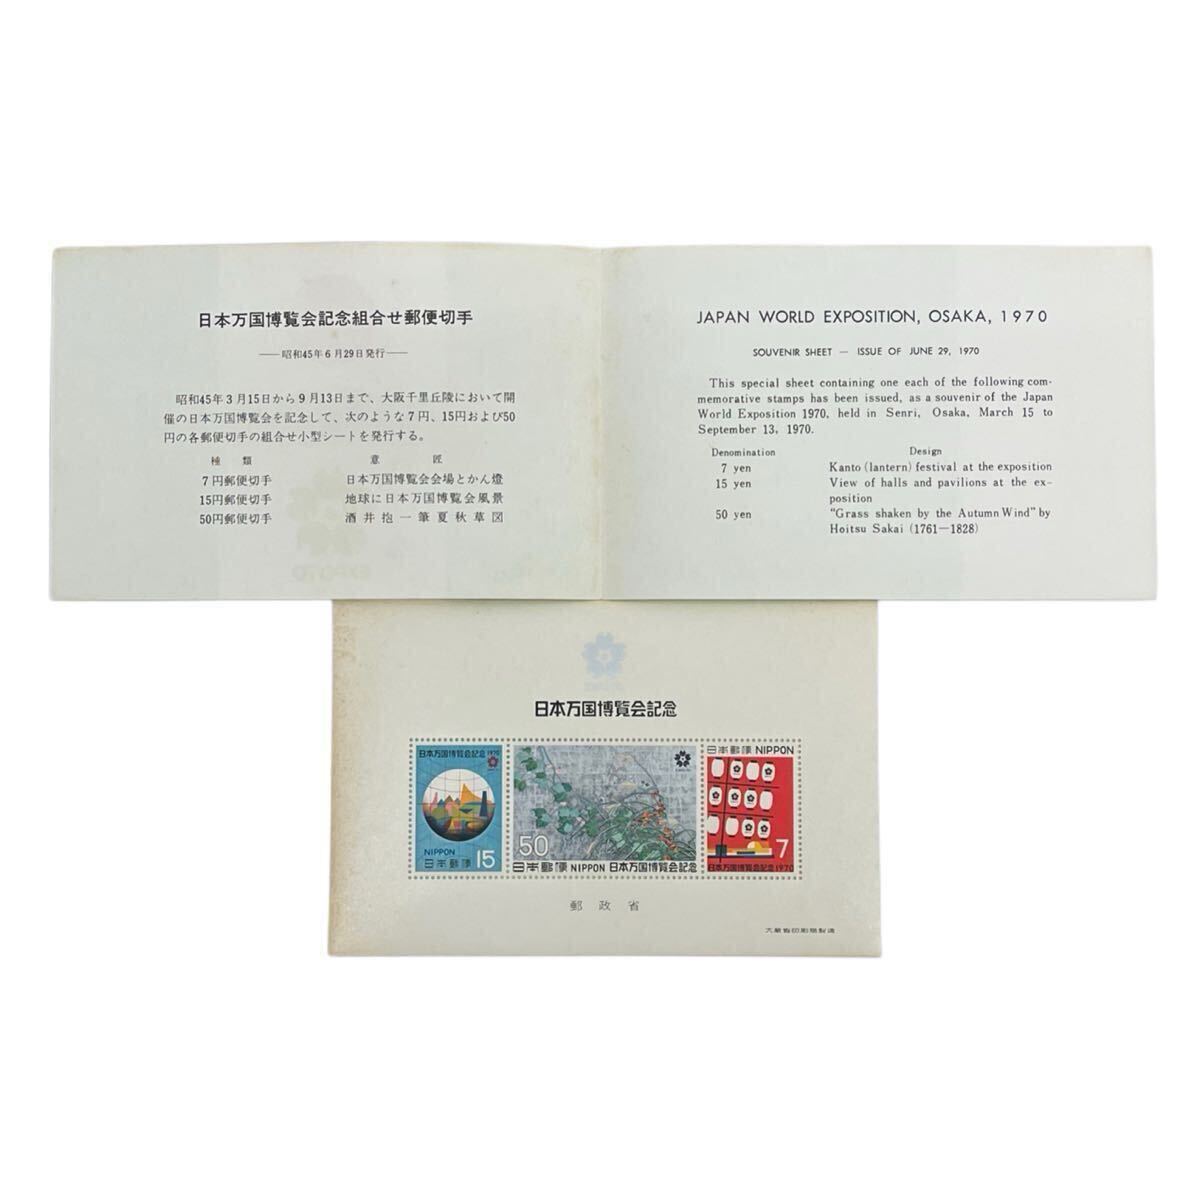 日本万国博覧会記念組合せ郵便切手
――昭和45年6月29日発行――
昭和45年3月15日から9月13日まで、大阪千里丘陵において開
催の日本万国博覧会を記念して、次のような7円、15円および50
円の各郵便切手の組合せ小型シートを発行する。
種類 意匠
7円郵便切手 日本万国博覧会会場とかん燈
15円郵便切手 地球に日本万国博覧会風景
50円郵便切手 酒井抱一筆夏秋草図
EXPO'70
JAPAN WORLD EXPOSITION, OSAKA, 1970
SOUVENIR SHEET — ISSUE OF JUNE 29, 1970
This special sheet containing one each of the following com-
memorative stamps has been issued, as a souvenir of the Japan
World Exposition 1970, held in Senri, Osaka, March 15 to
September 13, 1970.
Denomination Design
7 yen Kanto (lantern) festival at the exposition
15 yen View of halls and pavilions at the ex-
position
50 yen "Grass shaken by the Autumn Wind" by
Hoitsu Sakai (1761—1828)
日本万国博覧会記念
日本万国博覧会記念 1970
NIPPON
日本郵便 15
50
日本郵便 NIPPON 日本万国博覧会記念
日本郵便 NIPPON
7
日本万国博覧会記念1970
郵政省
大蔵省印刷局製造